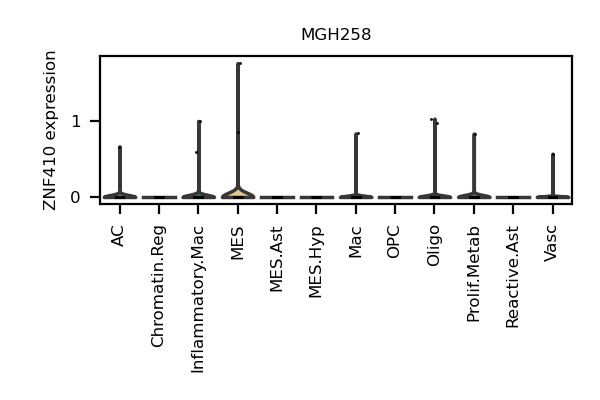 MGH258
ZNF410 expression
1
0
AC
Chromatin.Reg
Inflammatory.Mac
MES
MES.Ast
MES.Hyp
Mac
OPC
Oligo
Prolif.Metab
Reactive.Ast
Vasc